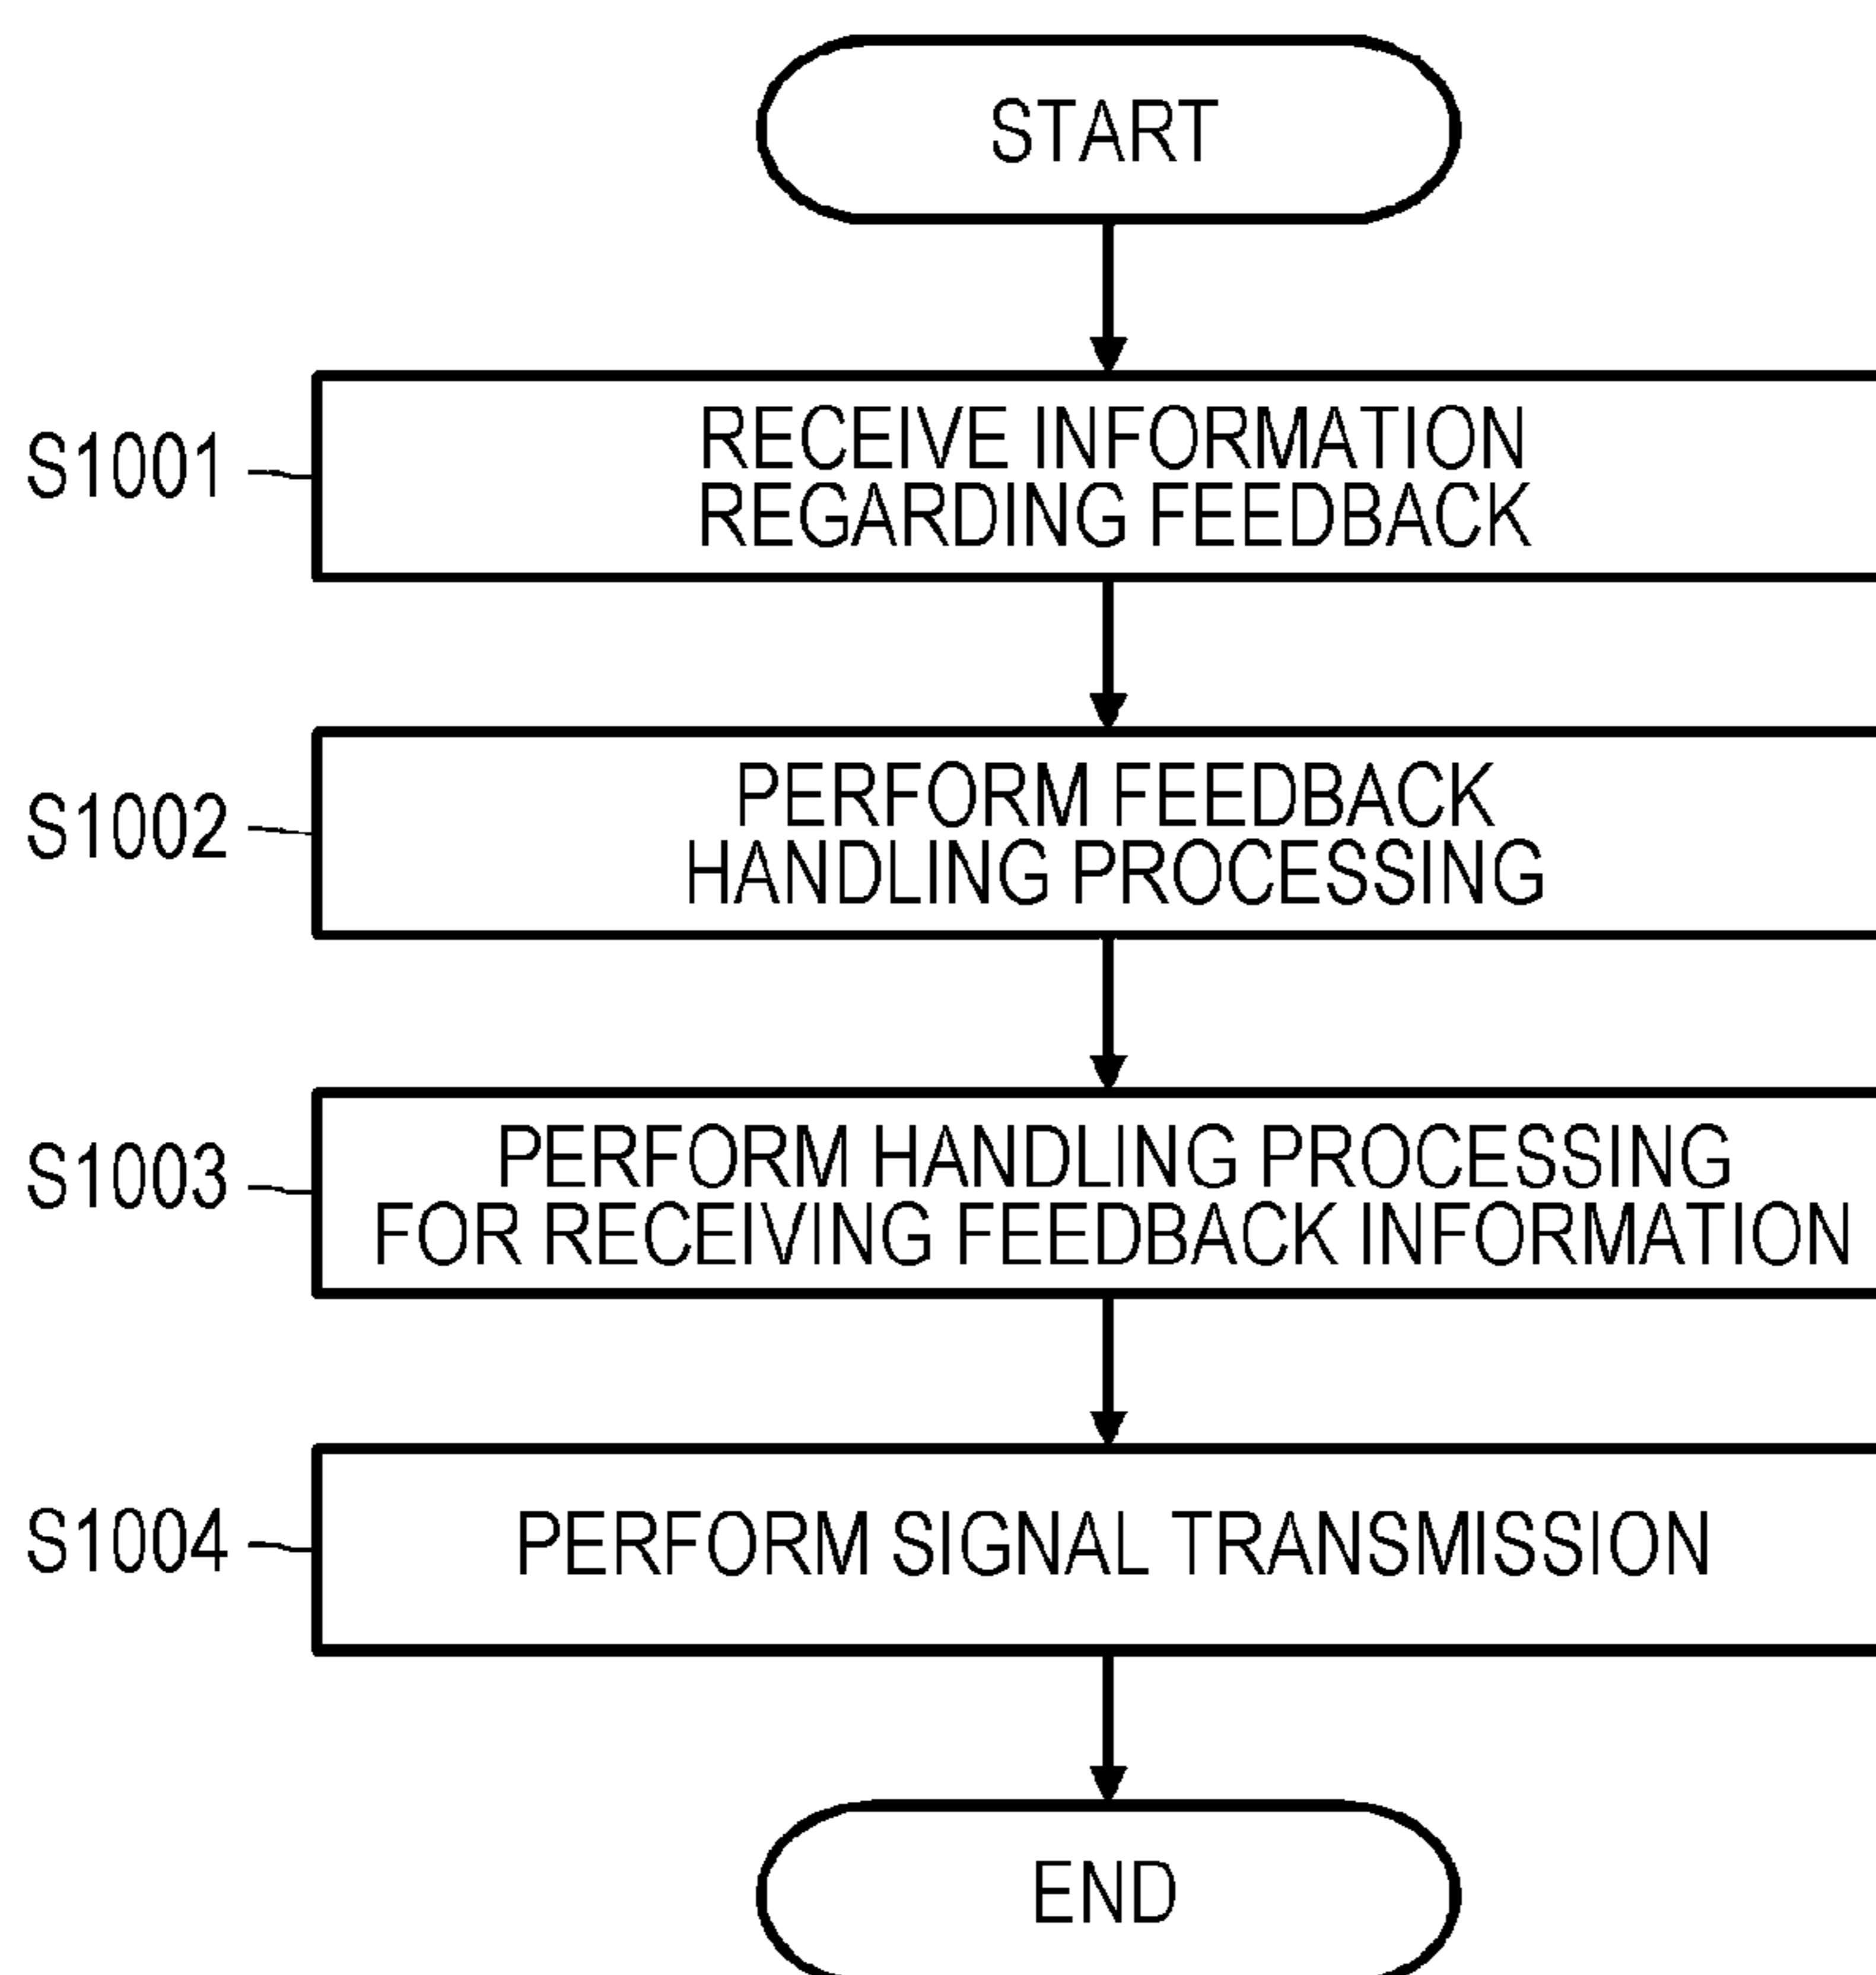 START
S1001
RECEIVE INFORMATION
REGARDING FEEDBACK
S1002
PERFORM FEEDBACK
HANDLING PROCESSING
S1003
PERFORM HANDLING PROCESSING
FOR RECEIVING FEEDBACK INFORMATION
S1004
PERFORM SIGNAL TRANSMISSION
END